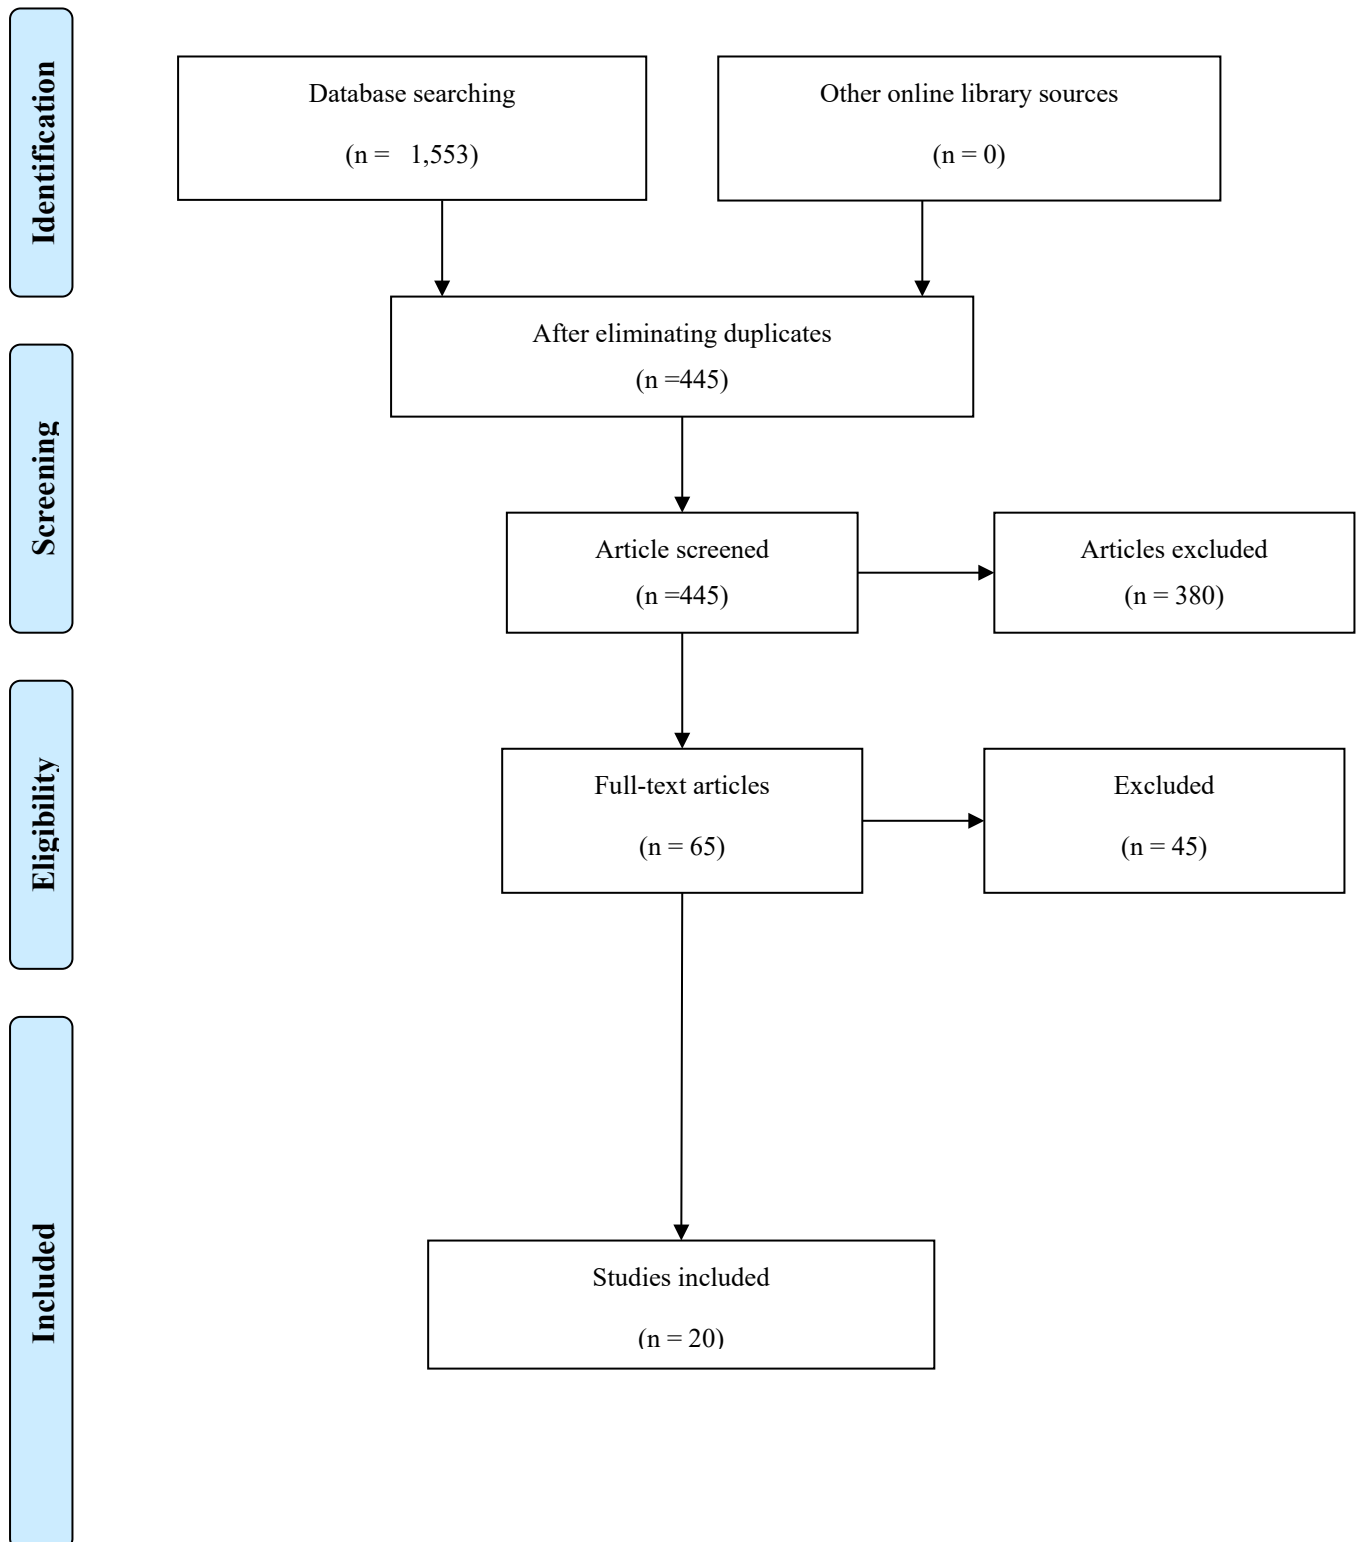 Identification
Database searching
(n =   1,553)
Other online library sources
(n = 0)
After eliminating duplicates
(n =445)
Screening
Article screened
(n =445)
Articles excluded
(n = 380)
Eligibility
Full-text articles
(n = 65)
Excluded
(n = 45)
Included
Studies included
(n = 20)